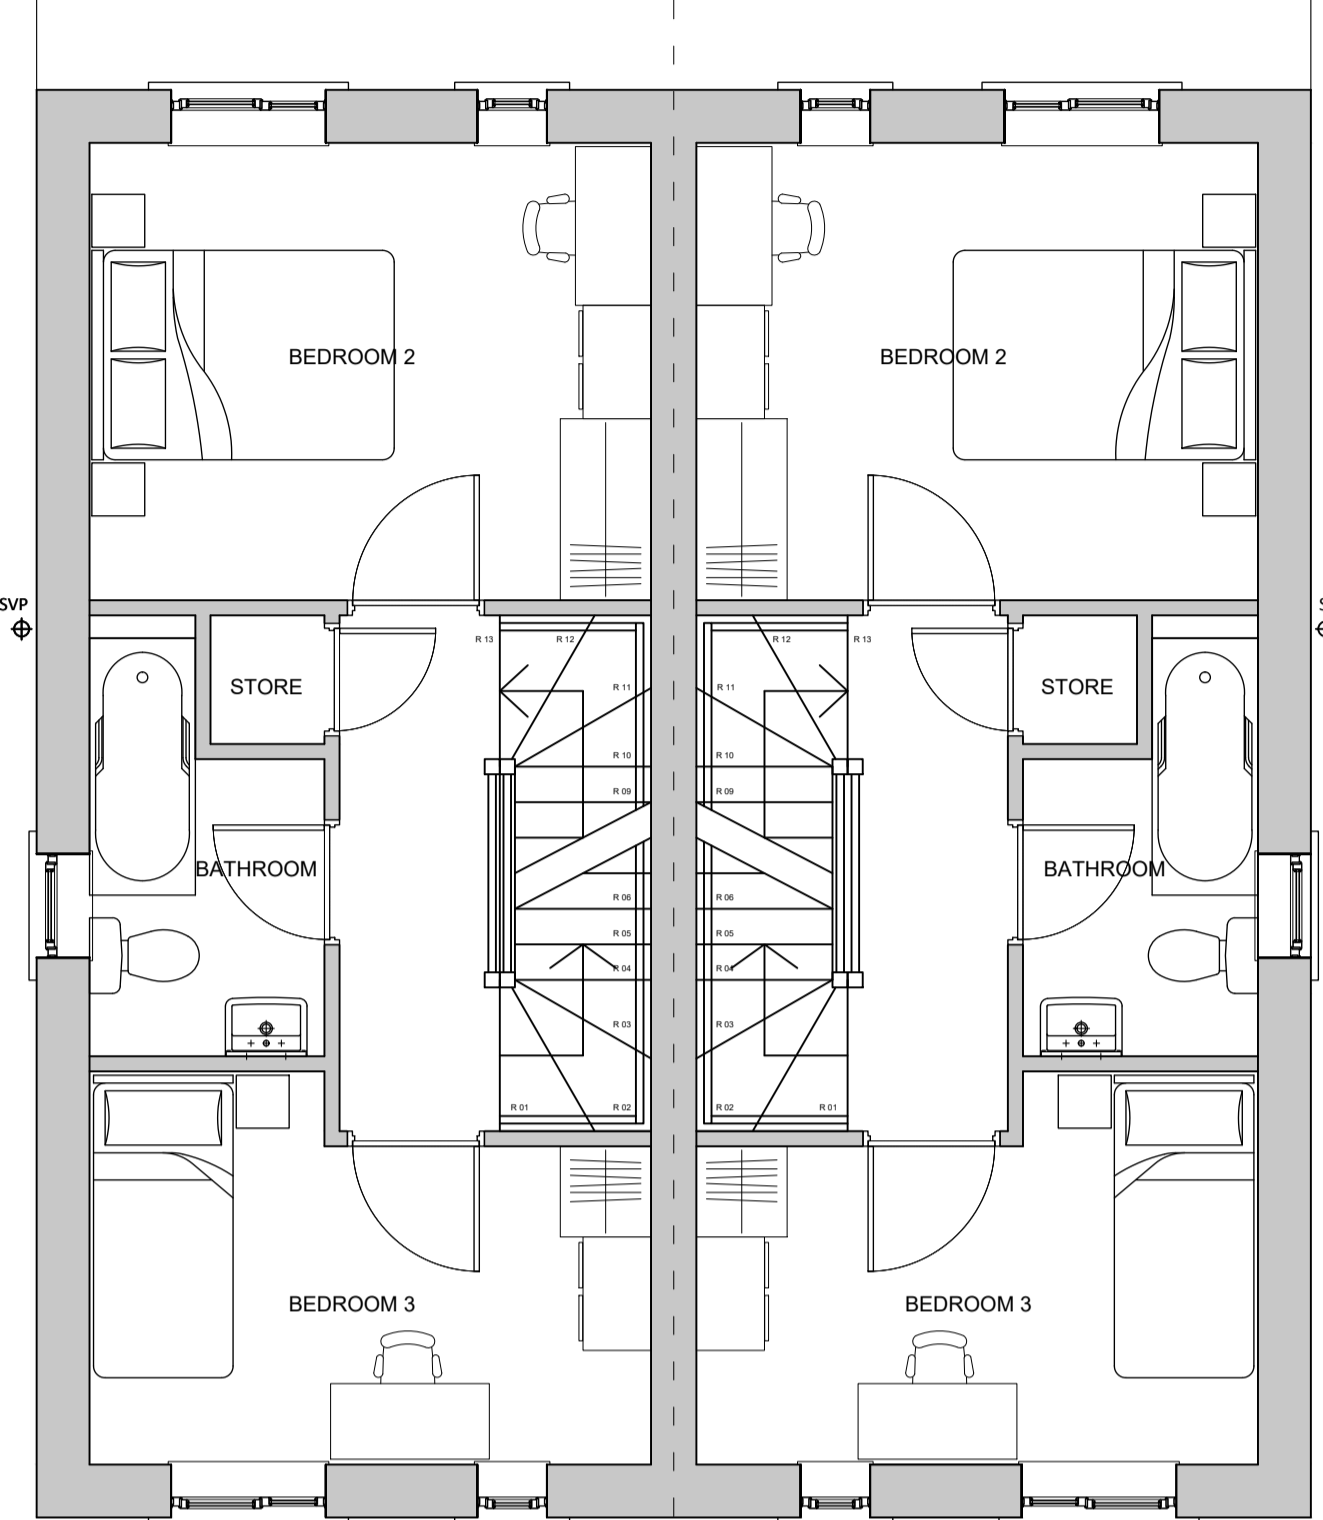 BEDROOM 2 BEDROOM 2
SVP S
R 13 R 12 R 12 R 13
STORE R 11 R 11 STORE
R 10 R 10
R 09 R 09
BATHROOM BATHROOM
R 06 R 06
R 05 R 05
R 04 R 04
R 03 R 03
R 01 R 02 R 02 R 01
BEDROOM 3 BEDROOM 3